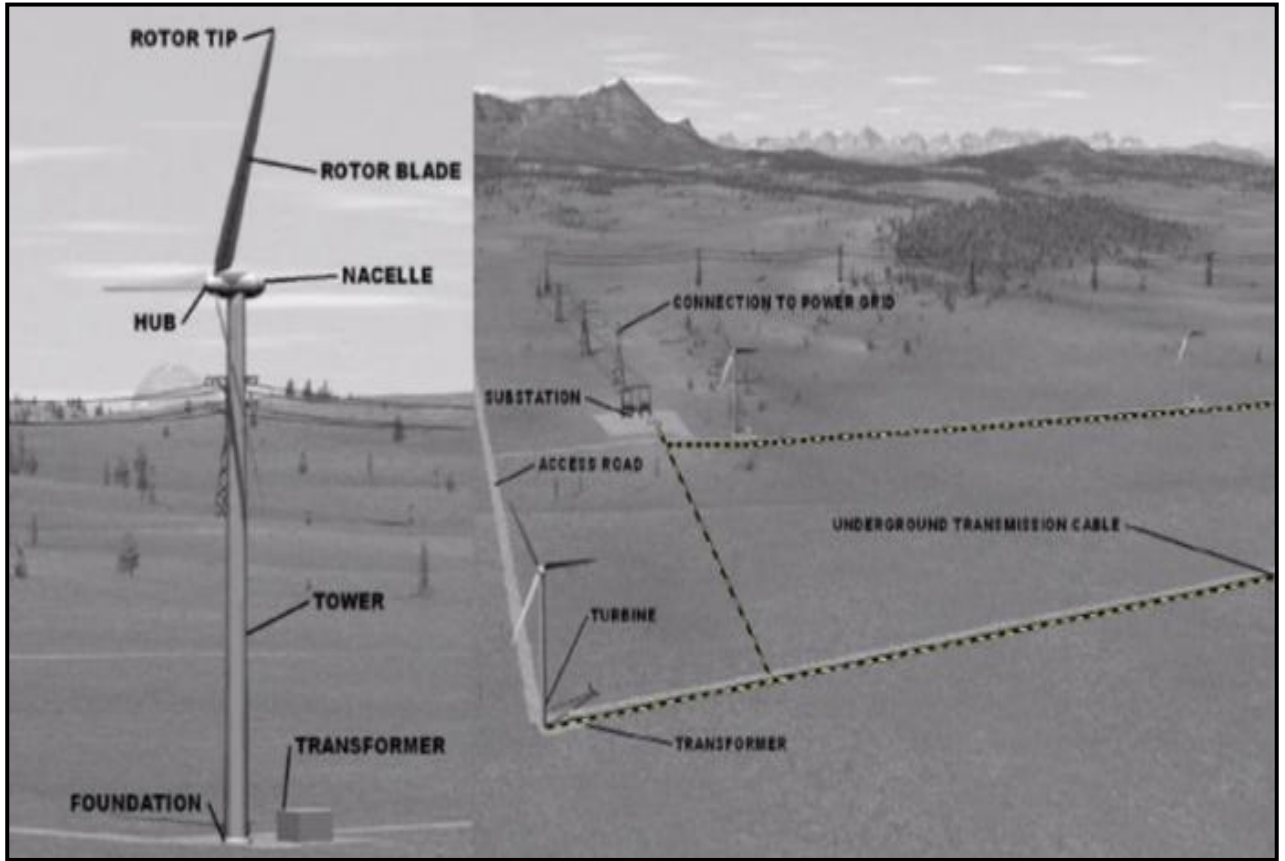 ROTOR TIP
ROTOR BLADE
NACELLE
HUB
TOWER
TRANSFORMER
FOUNDATION
CONNECTION TO POWER GRID
SUBSTATION
ACCESS ROAD
UNDERGROUND TRANSMISSION CABLE
TURBINE
TRANSFORMER